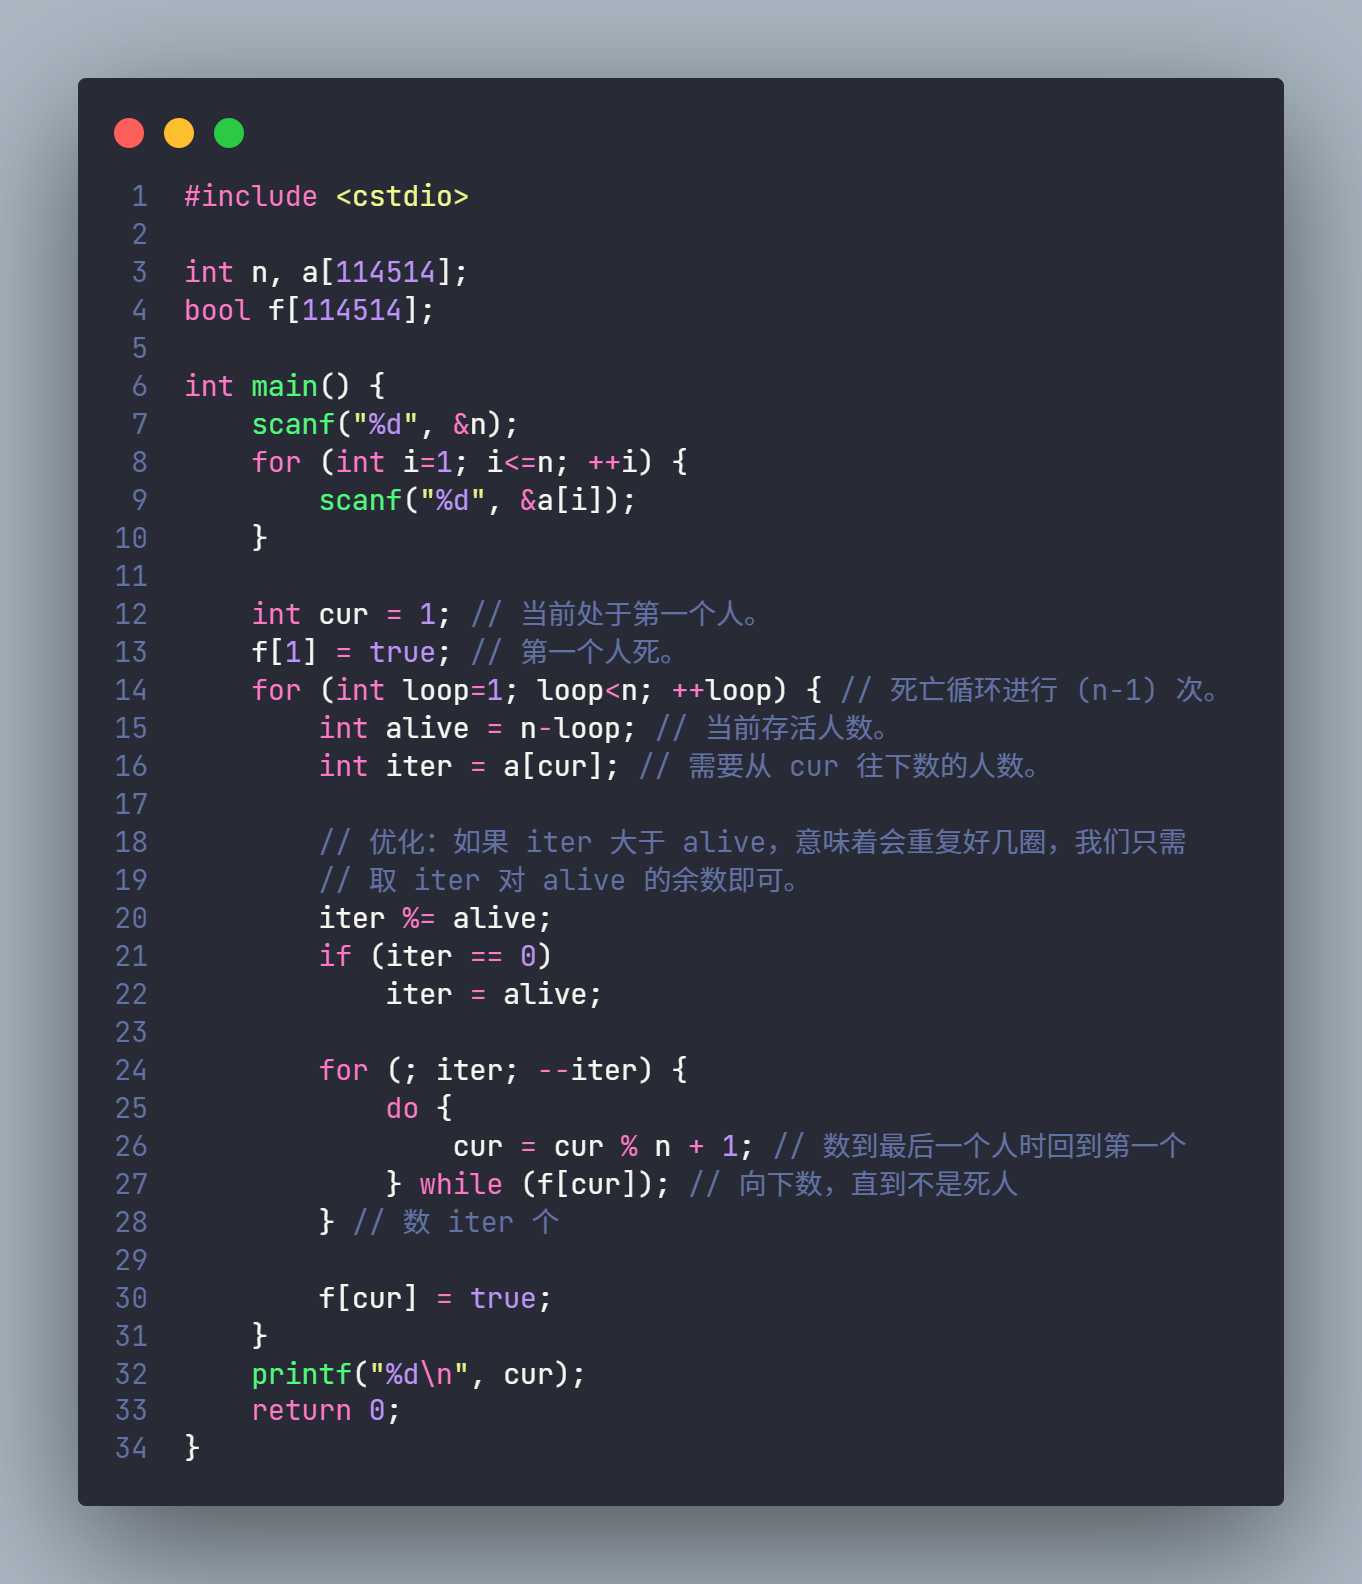 1 #include <cstdio>
2
3 int n, a[114514];
4 bool f[114514];
5
6 int main() {
7     scanf("%d", &n);
8     for (int i=1; i<=n; ++i) {
9         scanf("%d", &a[i]);
10     }
11
12     int cur = 1; // 当前处于第一个人。
13     f[1] = true; // 第一个人死。
14     for (int loop=1; loop<n; ++loop) { // 死亡循环进行 (n-1) 次。
15         int alive = n-loop; // 当前存活人数。
16         int iter = a[cur]; // 需要从 cur 往下数的人数。
17
18         // 优化：如果 iter 大于 alive，意味着会重复好几圈，我们只需
19         // 取 iter 对 alive 的余数即可。
20         iter %= alive;
21         if (iter == 0)
22             iter = alive;
23
24         for (; iter; --iter) {
25             do {
26                 cur = cur % n + 1; // 数到最后一个人时回到第一个
27             } while (f[cur]); // 向下数，直到不是死人
28         } // 数 iter 个
29
30         f[cur] = true;
31     }
32     printf("%d\n", cur);
33     return 0;
34 }